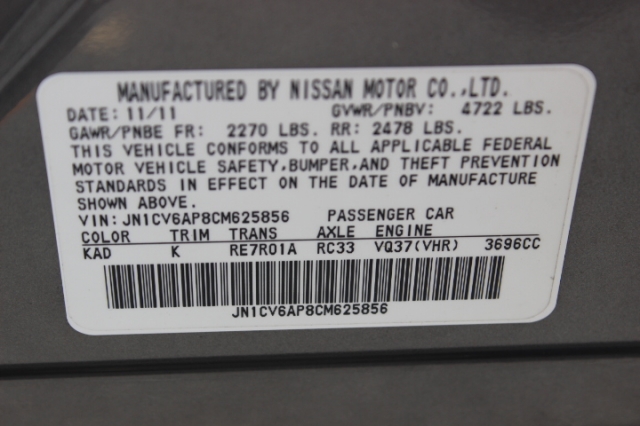 MANUFACTURED BY NISSAN MOTOR CO.,LTD.
DATE: 11/11 GVWR/PNBV: 4722 LBS.
GAWR/PNBE FR: 2270 LBS. RR: 2478 LBS.
THIS VEHICLE CONFORMS TO ALL APPLICABLE FEDERAL
MOTOR VEHICLE SAFETY,BUMPER,AND THEFT PREVENTION
STANDARDS IN EFFECT ON THE DATE OF MANUFACTURE
SHOWN ABOVE.
VIN: JN1CV6AP8CM625856 PASSENGER CAR
COLOR TRIM TRANS AXLE ENGINE
KAD K RE7R01A RC33 VQ37(VHR) 3696CC
JN1CV6AP8CM625856